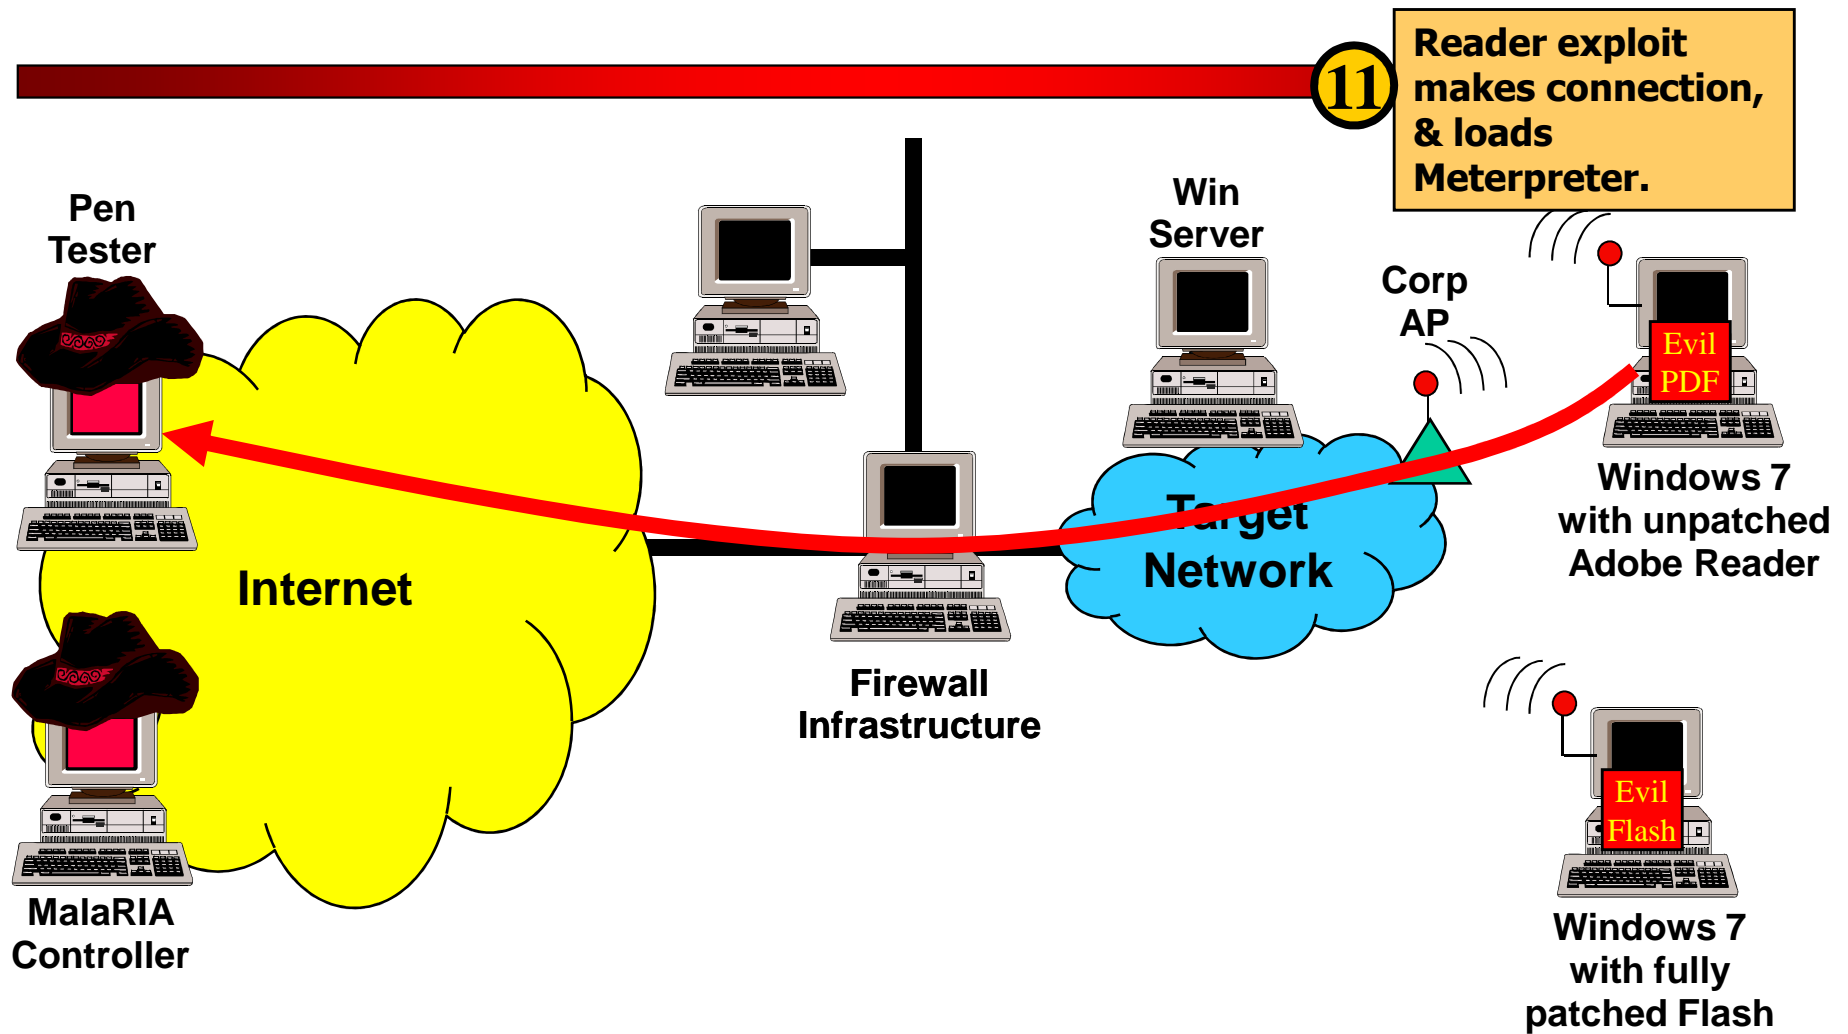 11
Reader exploit
makes connection,
& loads
Meterpreter.
Pen
Tester
Win
Server
Corp
AP
Evil
PDF
Windows 7
with unpatched
Adobe Reader
Target
Network
Internet
Firewall
Infrastructure
MalaRIA
Controller
Evil
Flash
Windows 7
with fully
patched Flash